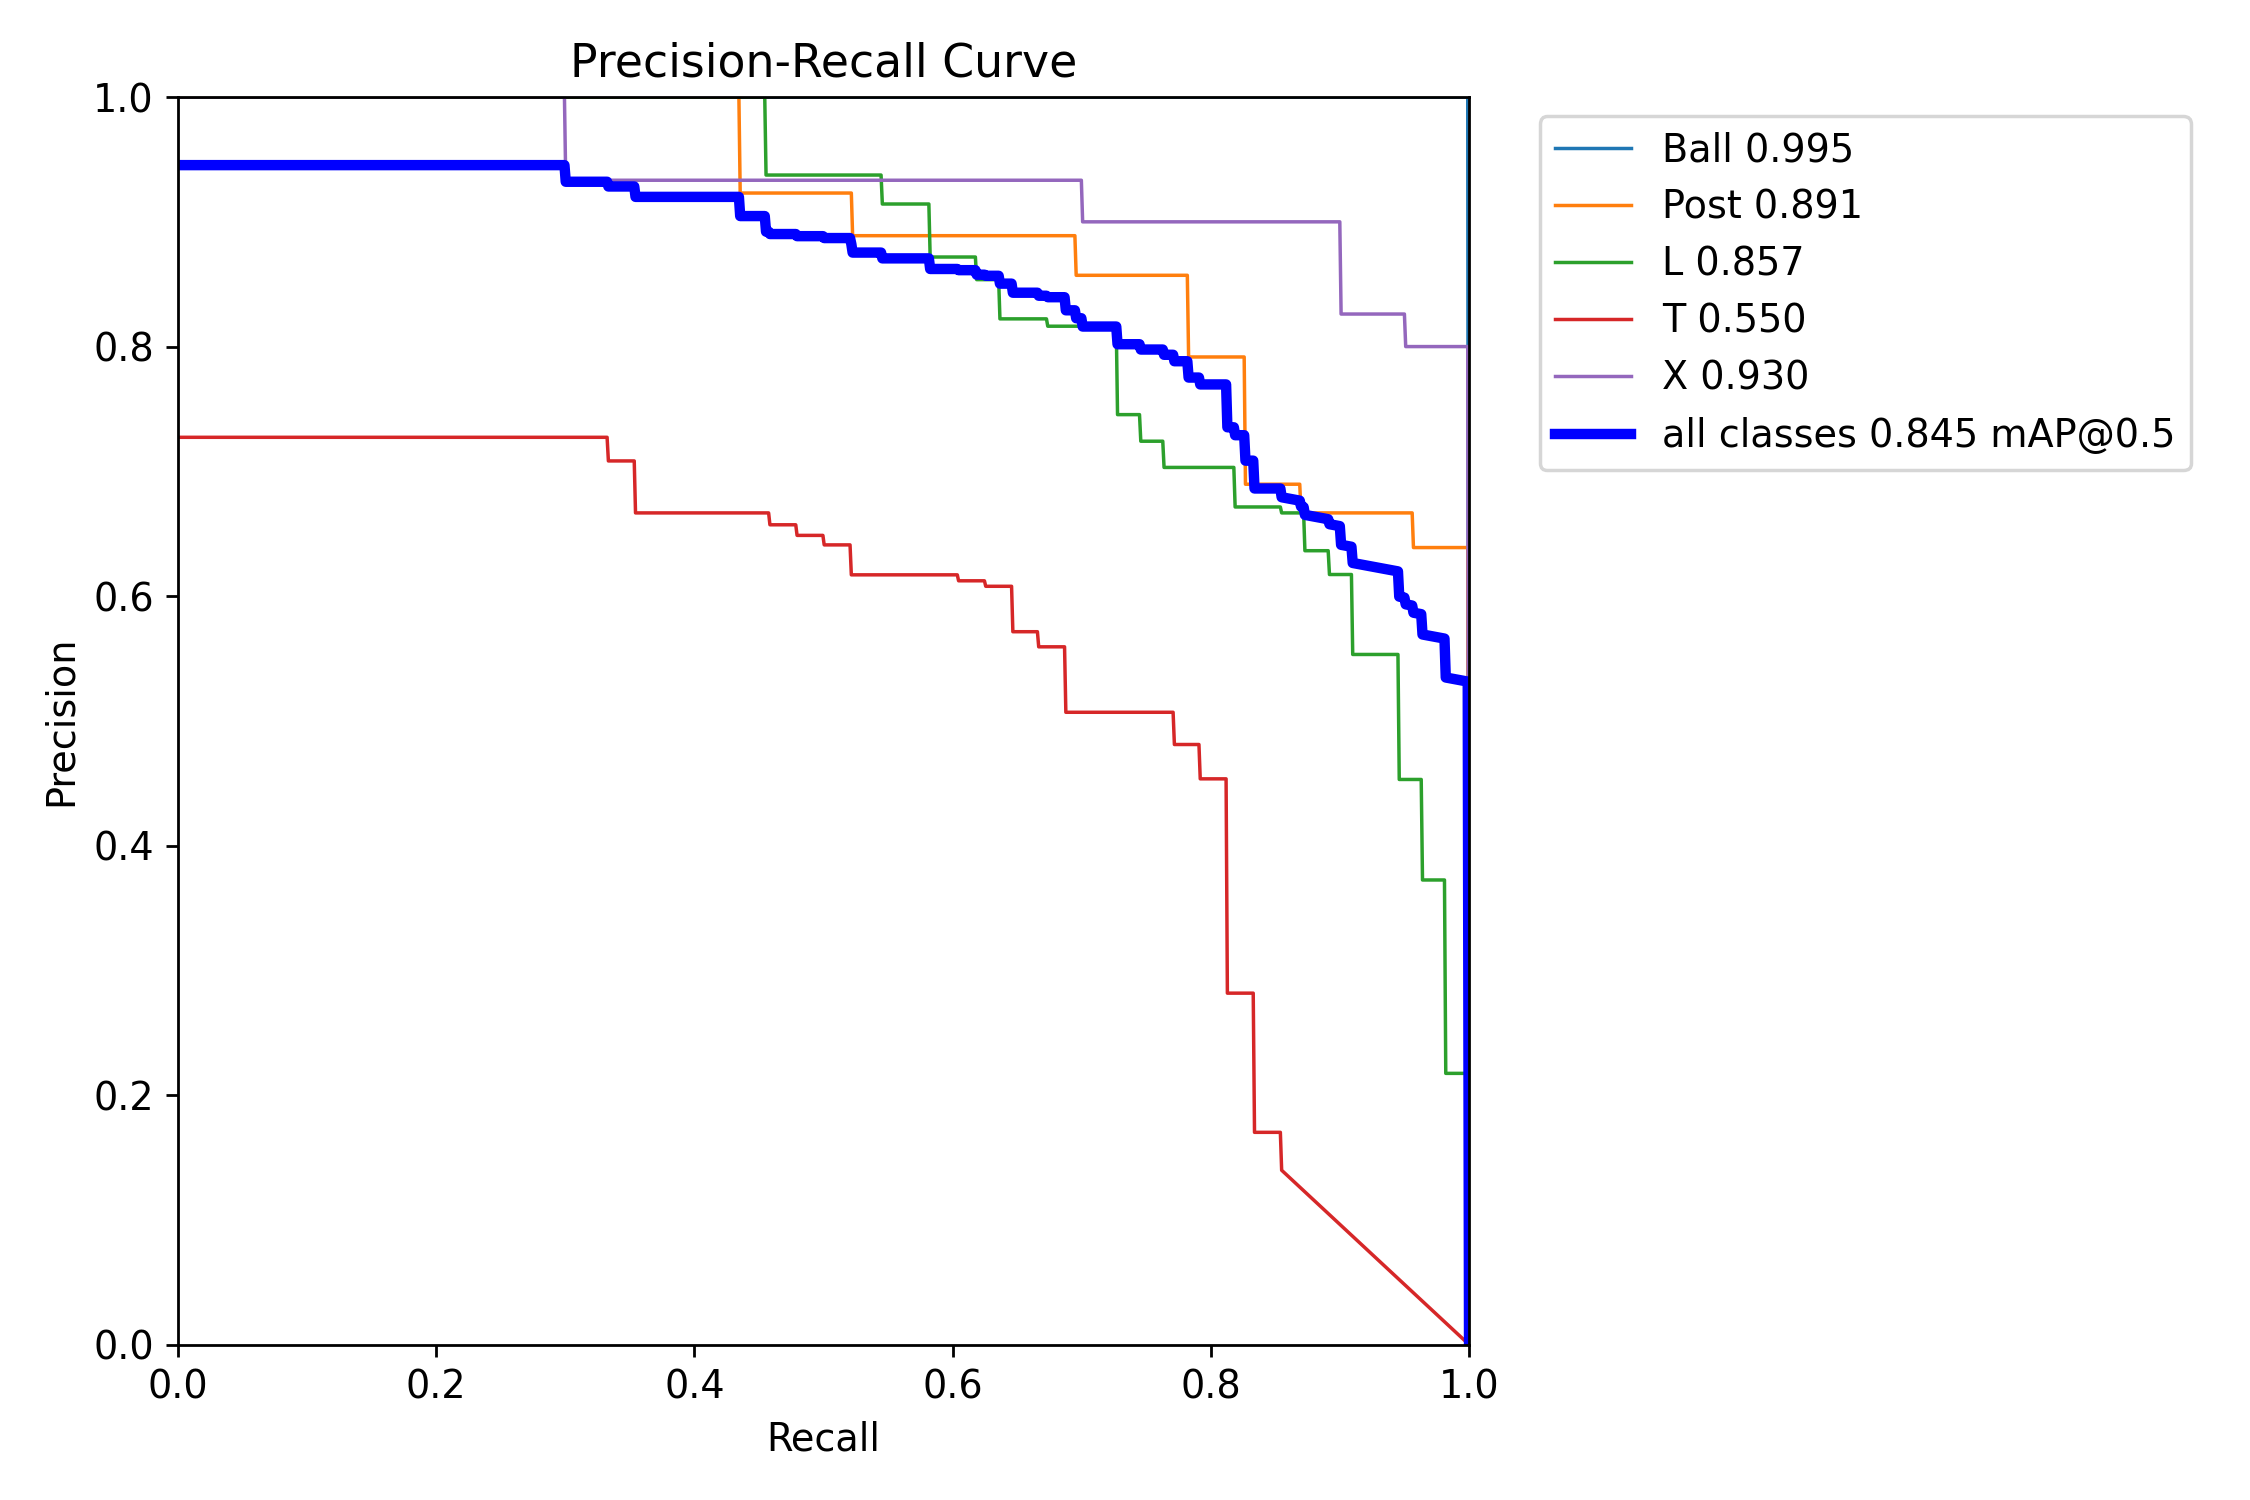 Precision-Recall Curve
1.0
0.8
0.6
0.4
0.2
0.0
Precision
0.0 0.2 0.4 0.6 0.8 1.0
Recall
Ball 0.995
Post 0.891
L 0.857
T 0.550
X 0.930
all classes 0.845 mAP@0.5